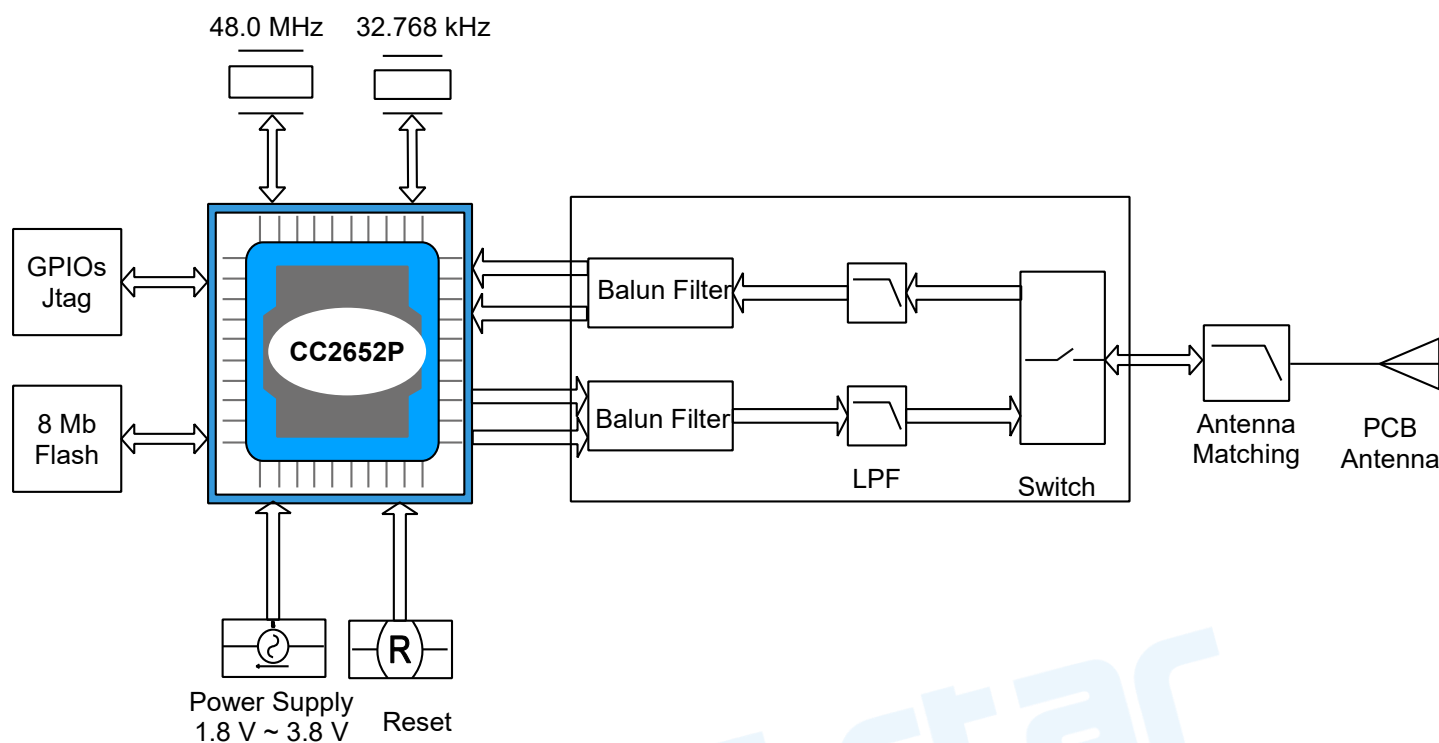 48.0 MHz
32.768 kHz
GPIOs
Jtag
8 Mb
Flash
CC2652P
Balun Filter
Balun Filter
LPF
Switch
Antenna
Matching
PCB
Antenna
R
Power Supply
1.8 V ~ 3.8 V
Reset